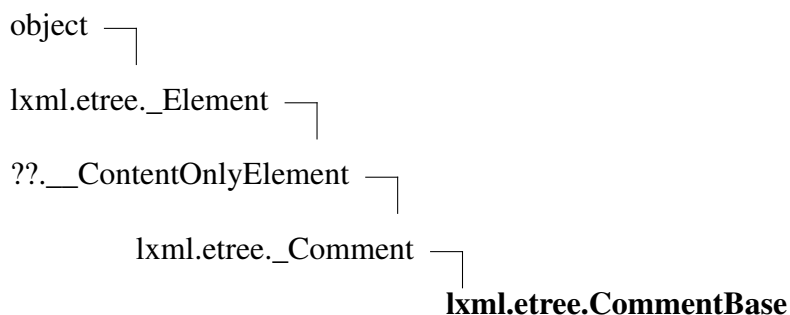 object
lxml.etree._Element
??.__ContentOnlyElement
lxml.etree._Comment
lxml.etree.CommentBase